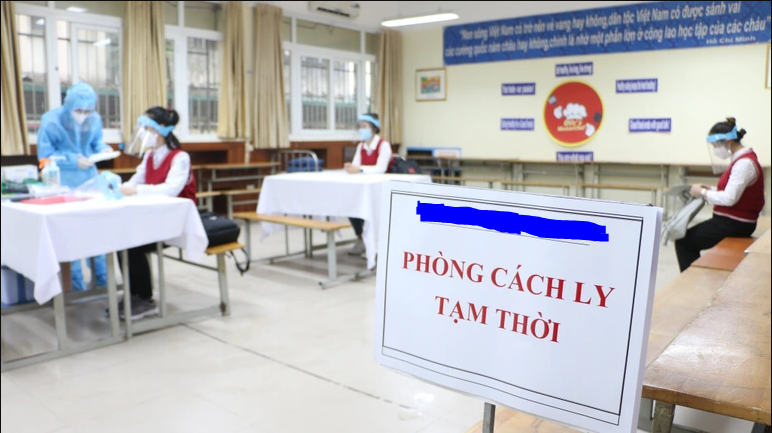 "Non sông Việt Nam có trở nên vẻ vang hay không, dân tộc Việt Nam có được sánh vai
các cường quốc năm châu hay không, chính là nhờ một phần lớn ở công lao học tập của các cháu"
Hồ Chí Minh
PHÒNG CÁCH LY
TẠM THỜI